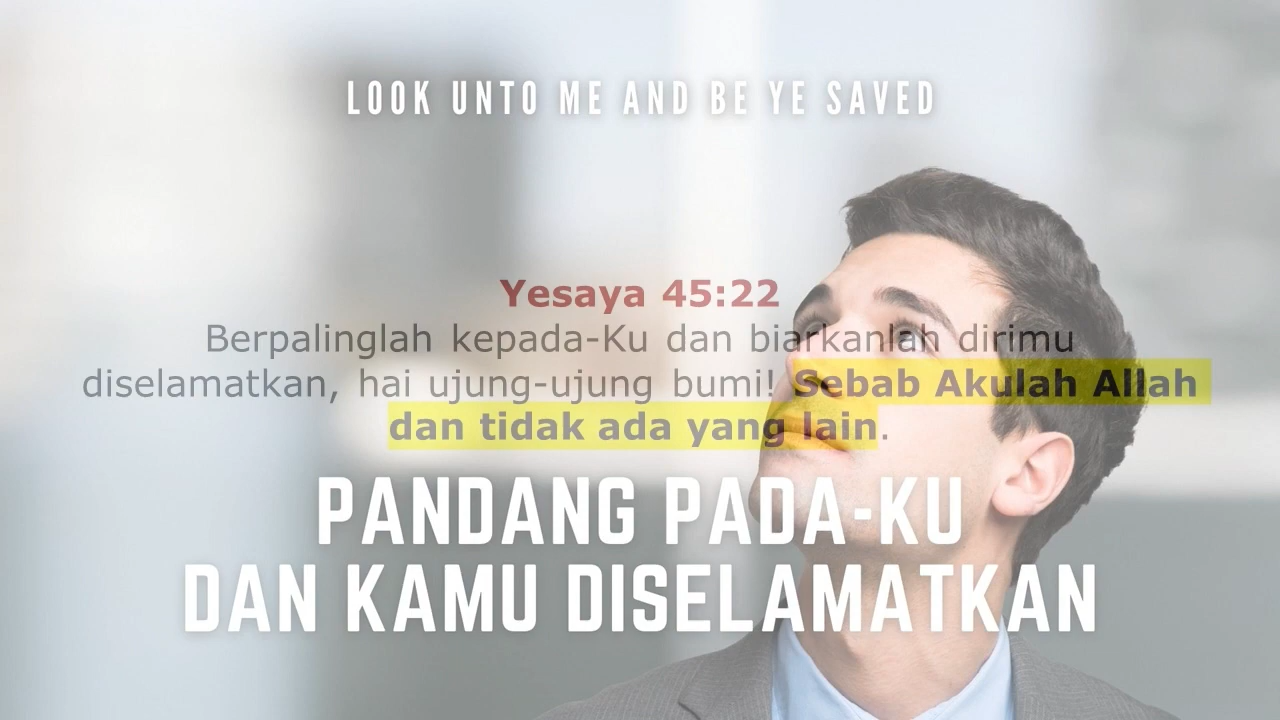 LOOK UNTO ME AND BE YE SAVED
Yesaya 45:22
Berpalinglah kepada-Ku dan biarkanlah dirimu
diselamatkan, hai ujung-ujung bumi! Sebab Akulah Allah
dan tidak ada yang lain.
PANDANG PADA-KU
DAN KAMU DISELAMATKAN